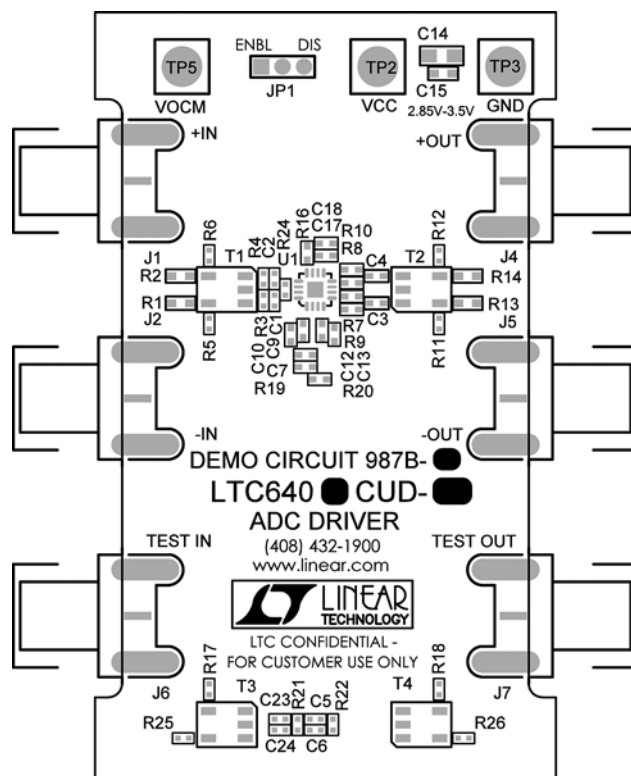 C14
ENBL DIS
TP5 TP2 TP3
JP1 C15
VOCM VCC 2.85V-3.5V GND
+IN +OUT
R6 R4 C2 R24 R16 C18 C17 R10 R8 R12
J1 T1 U1 C4 T2 J4
R2 R14
R1 R13
J2 R3 C1 C3 J5
R5 R7 R11
C10 C9 R9
C7 C12 C13
R19 R20
-IN -OUT
DEMO CIRCUIT 987B-
LTC640 CUD-
ADC DRIVER
TEST IN (408) 432-1900 TEST OUT
www.linear.com
LINEAR
TECHNOLOGY
LTC CONFIDENTIAL -
FOR CUSTOMER USE ONLY
R17 R18
J6 T3 C23 R21 C5 R22 T4 J7
R25 C24 C6 R26